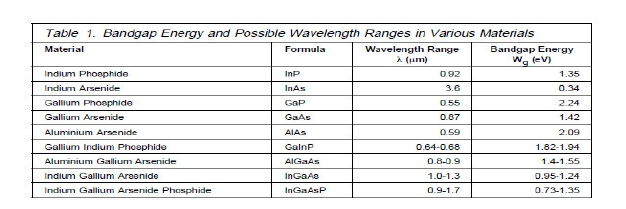 Table 1. Bandgap Energy and Possible Wavelength Ranges in Various Materials
Material Formula Wavelength Range λ (μm) Bandgap Energy Wg (eV)
Indium Phosphide InP 0.92 1.35
Indium Arsenide InAs 3.6 0.34
Gallium Phosphide GaP 0.55 2.24
Gallium Arsenide GaAs 0.87 1.42
Aluminium Arsenide AlAs 0.59 2.09
Gallium Indium Phosphide GaInP 0.64-0.68 1.82-1.94
Aluminium Gallium Arsenide AlGaAs 0.8-0.9 1.4-1.55
Indium Gallium Arsenide InGaAs 1.0-1.3 0.95-1.24
Indium Gallium Arsenide Phosphide InGaAsP 0.9-1.7 0.73-1.35